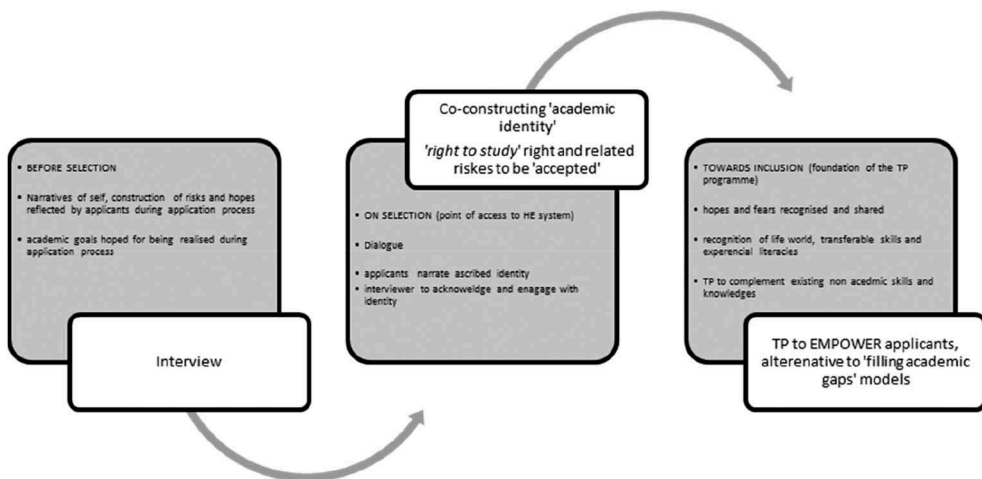 ▪ BEFORE SELECTION
▪ Narratives of self, construction of risks and hopes
reflected by applicants during application process
▪ academic goals hoped for being realised during
application process
Interview
Co-constructing 'academic
identity'
'right to study' right and related
riskes to be 'accepted'
▪ ON SELECTION (point of access to HE system)
▪ Dialogue
▪ applicants narrate ascribed identity
▪ interviewer to acknoweldge and enagage with
identity
▪ TOWARDS INCLUSION (foundation of the TP
programme)
▪ hopes and fears recognised and shared
▪ recognition of life world, transferable skills and
experencial literacies
▪ TP to complement existing non acedmic skills and
knowledges
TP to EMPOWER applicants,
alterenative to 'filling academic
gaps' models